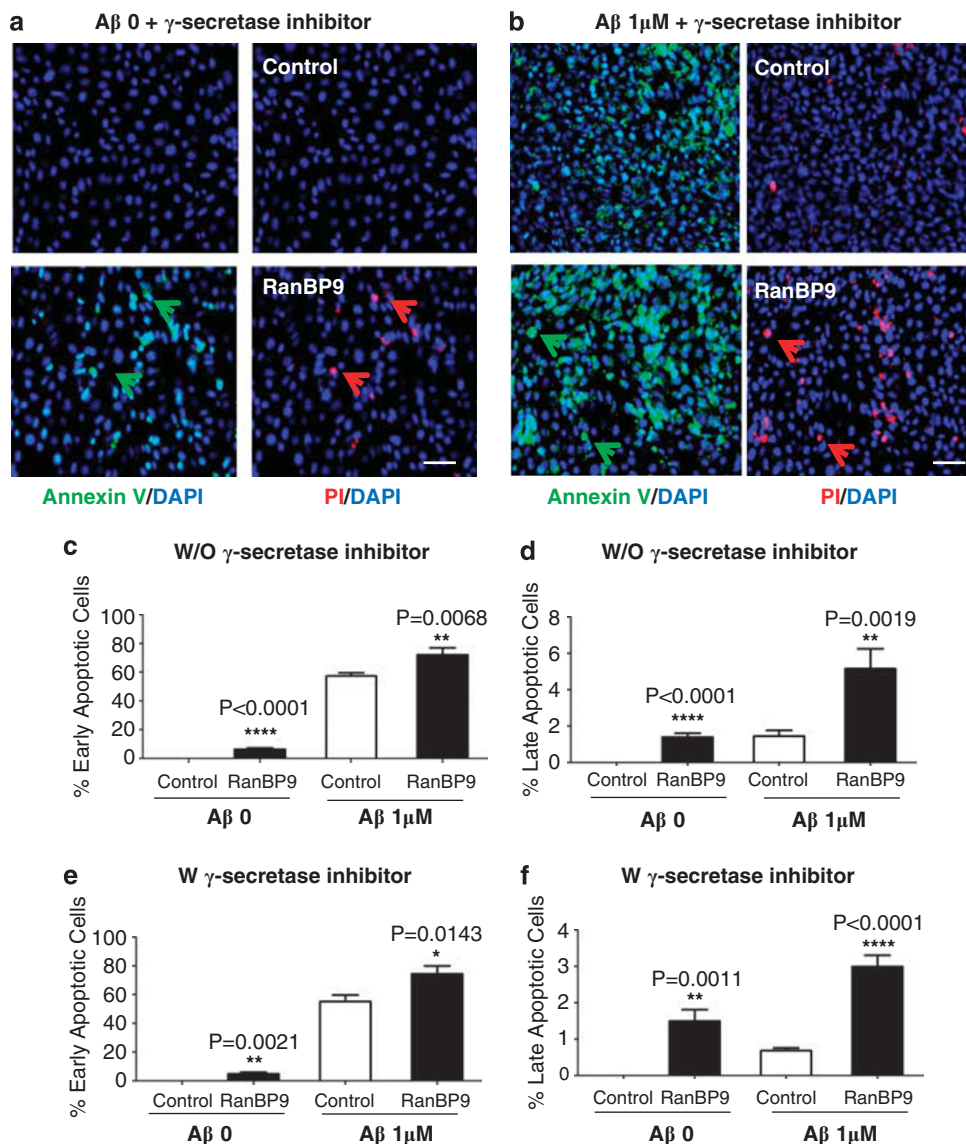 a
Aβ 0 + γ-secretase inhibitor
Control
RanBP9
Annexin V/DAPI
PI/DAPI
b
Aβ 1μM + γ-secretase inhibitor
Control
RanBP9
Annexin V/DAPI
PI/DAPI
c
W/O γ-secretase inhibitor
% Early Apoptotic Cells
100
80
60
40
20
0
P<0.0001
****
P=0.0068
**
Control RanBP9 Control RanBP9
Aβ 0 Aβ 1μM
d
W/O γ-secretase inhibitor
% Late Apoptotic Cells
8
6
4
2
0
P<0.0001
****
P=0.0019
**
Control RanBP9 Control RanBP9
Aβ 0 Aβ 1μM
e
W γ-secretase inhibitor
% Early Apoptotic Cells
100
80
60
40
20
0
P=0.0021
**
P=0.0143
*
Control RanBP9 Control RanBP9
Aβ 0 Aβ 1μM
f
W γ-secretase inhibitor
% Late Apoptotic Cells
4
3
2
1
0
P=0.0011
**
P<0.0001
****
Control RanBP9 Control RanBP9
Aβ 0 Aβ 1μM